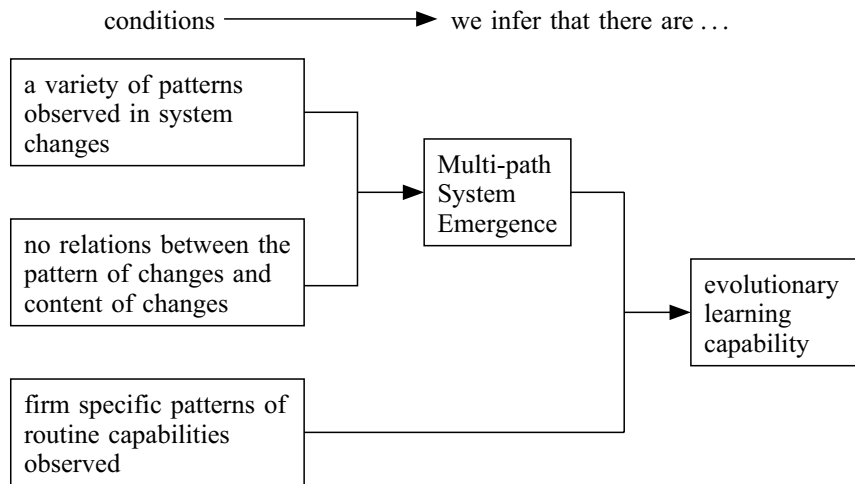 conditions
we infer that there are ...
a variety of patterns
observed in system
changes
Multi-path
System
Emergence
no relations between the
pattern of changes and
content of changes
evolutionary
learning
capability
firm specific patterns of
routine capabilities
observed